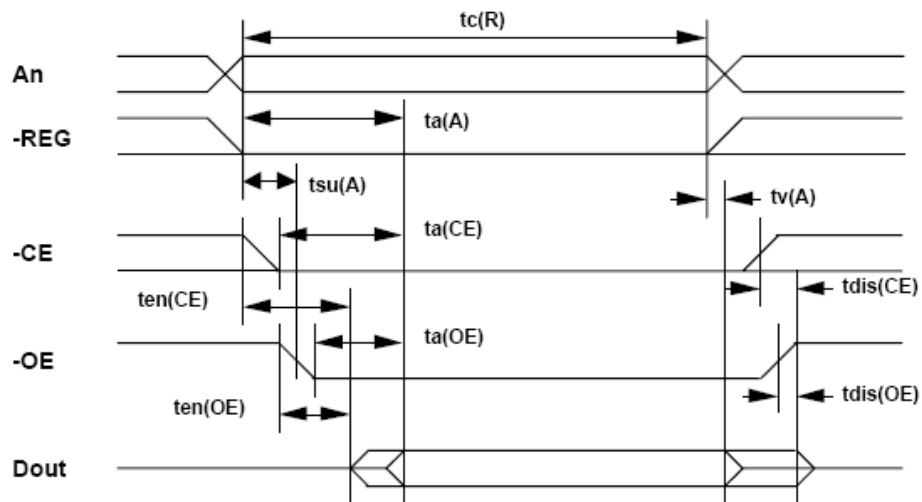 tc(R)
An
ta(A)
-REG
tsu(A)
tv(A)
ta(CE)
-CE
ten(CE)
tdis(CE)
ta(OE)
-OE
ten(OE)
tdis(OE)
Dout